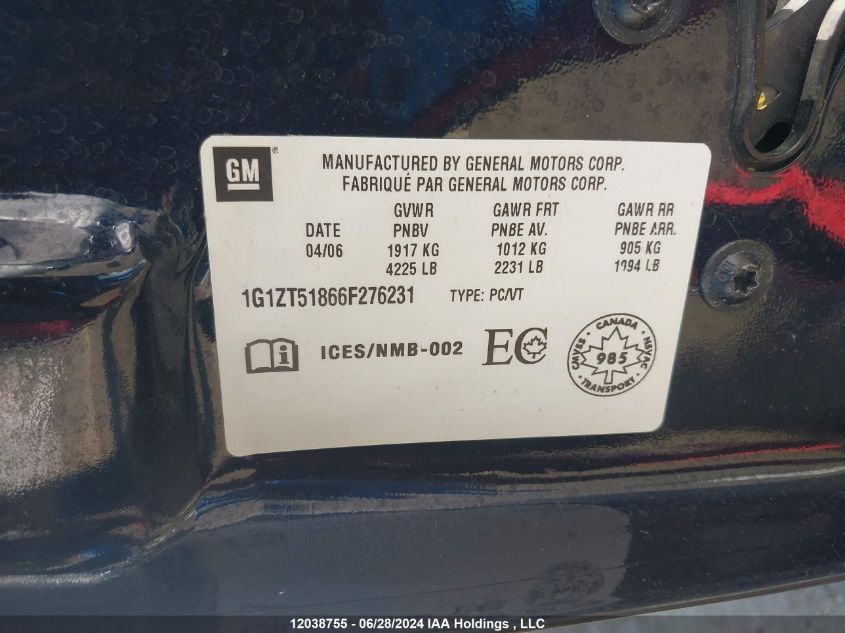 GM
MANUFACTURED BY GENERAL MOTORS CORP.
FABRIQUÉ PAR GENERAL MOTORS CORP.
GVWR GAWR FRT GAWR RR
DATE PNBV PNBE AV. PNBE ARR.
04/06 1917 KG 1012 KG 905 KG
4225 LB 2231 LB 1994 LB
1G1ZT51866F276231 TYPE: PC/VT
i ICES/NMB-002 EC
CANADA
CMVSS 985 NSVAC
TRANSPORT
12038755 - 06/28/2024 IAA Holdings , LLC